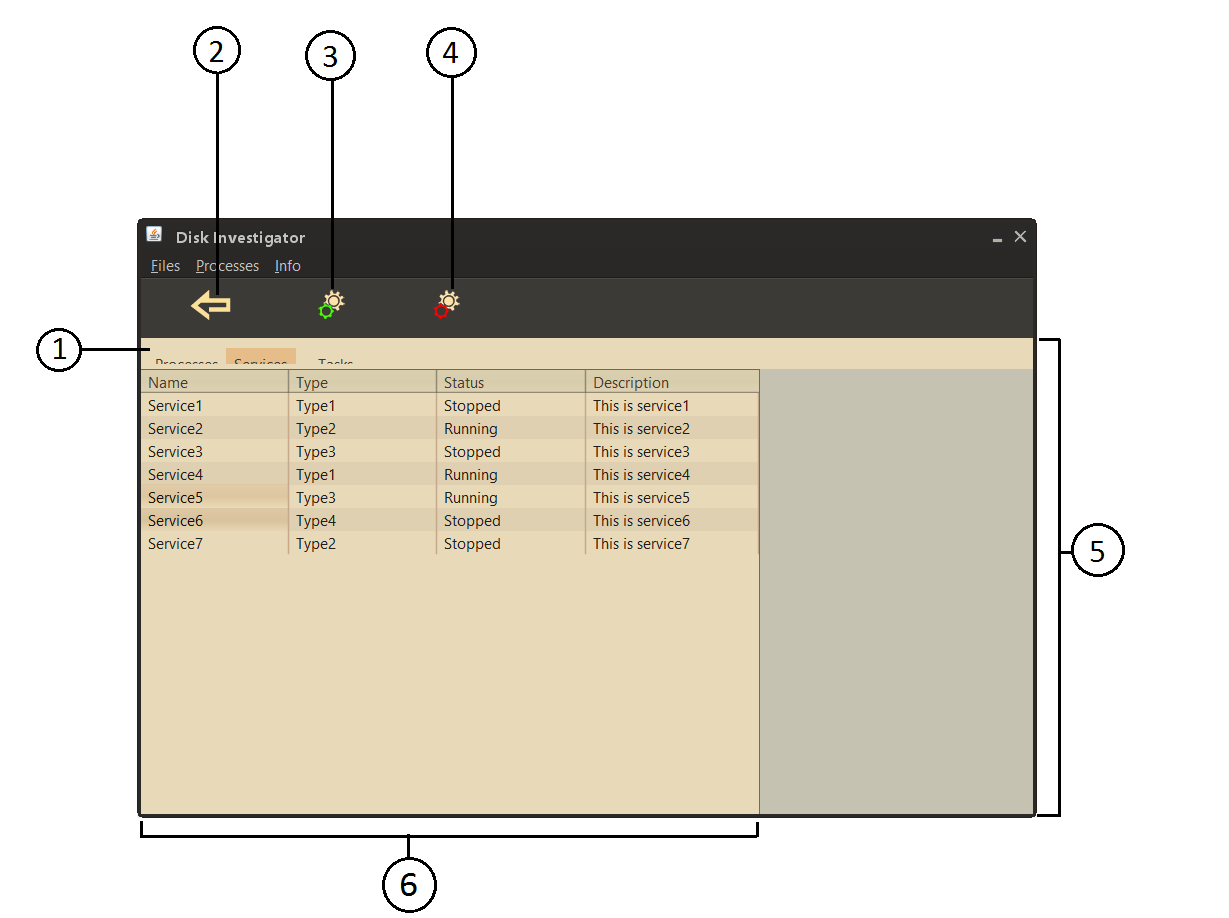 2 3 4
Disk Investigator
Files Processes Info
1
Processes Services Tasks
Name Type Status Description
Service1 Type1 Stopped This is service1
Service2 Type2 Running This is service2
Service3 Type3 Stopped This is service3
Service4 Type1 Running This is service4
Service5 Type3 Running This is service5
Service6 Type4 Stopped This is service6
Service7 Type2 Stopped This is service7
5
6